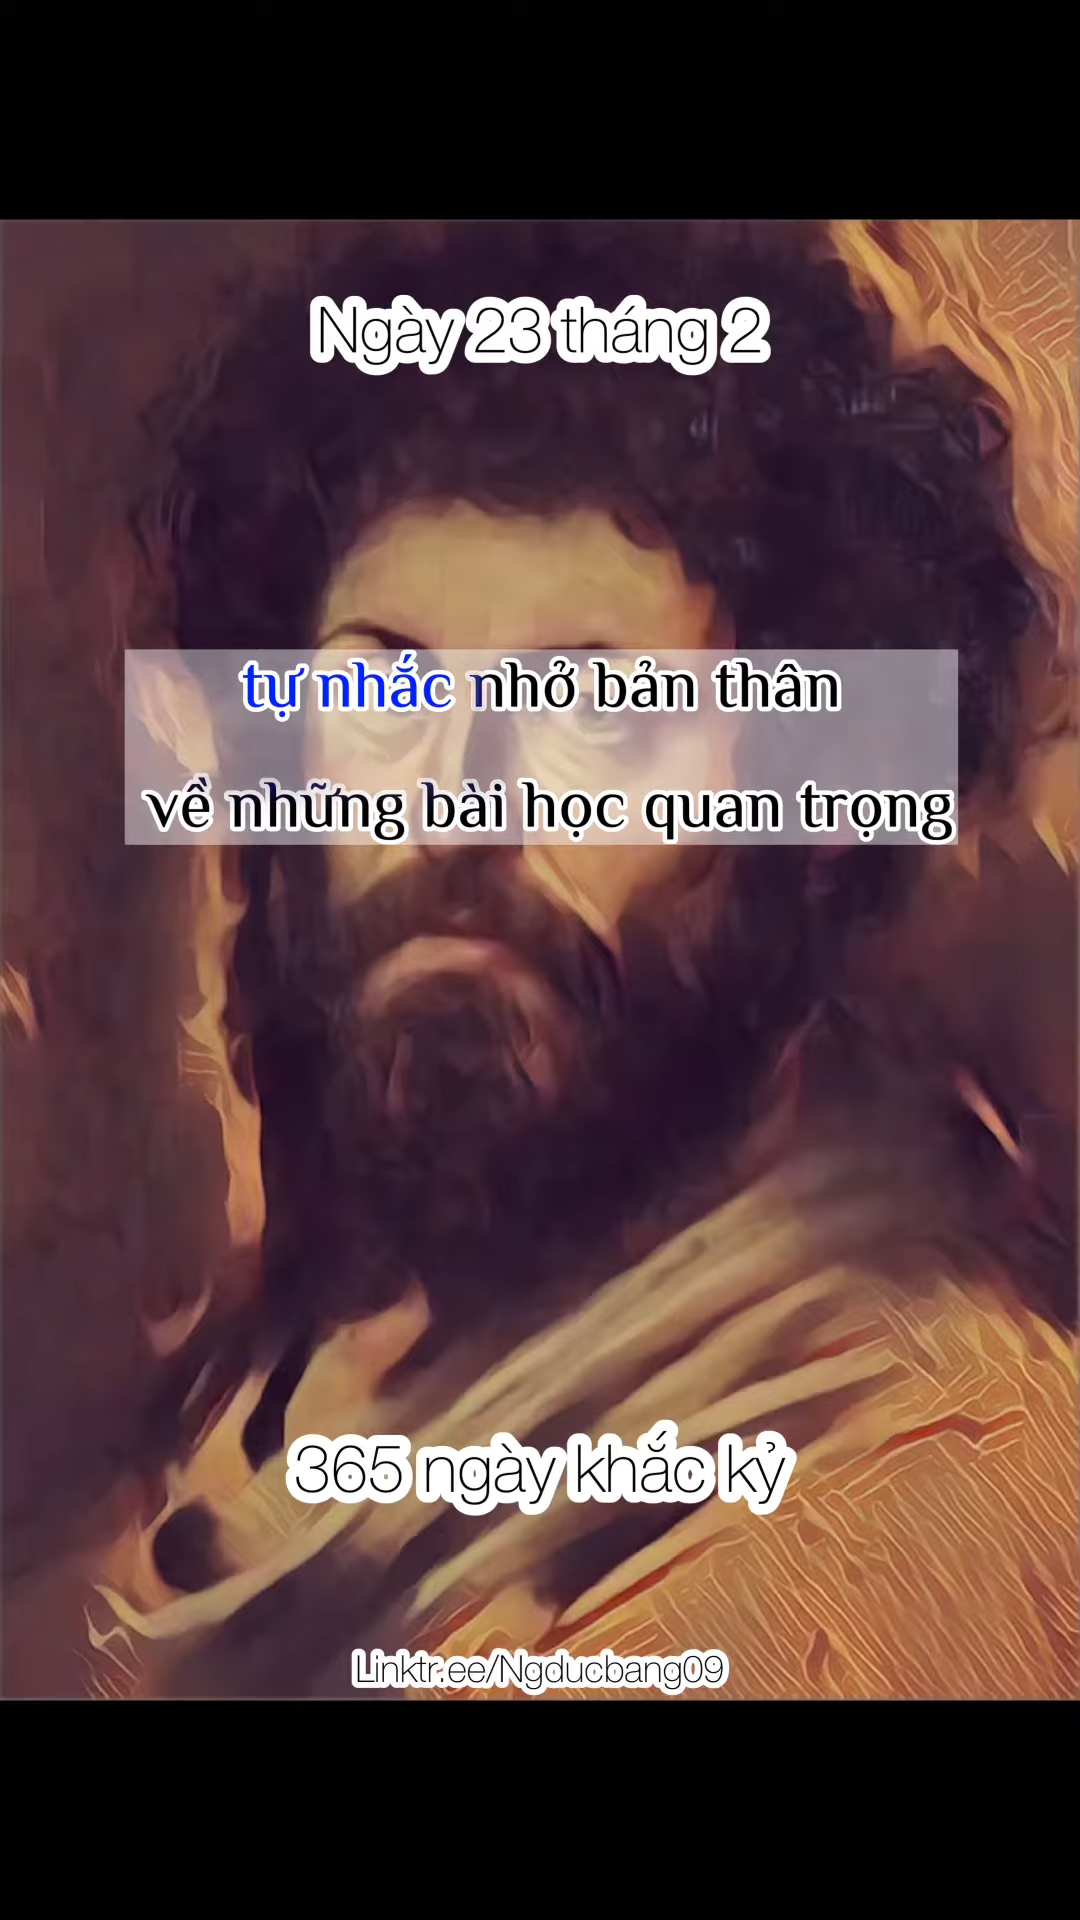 Ngày 23 tháng 2
tự nhắc nhở bản thân
về những bài học quan trọng
365 ngày khắc kỷ
Linktr.ee/Ngducbang09